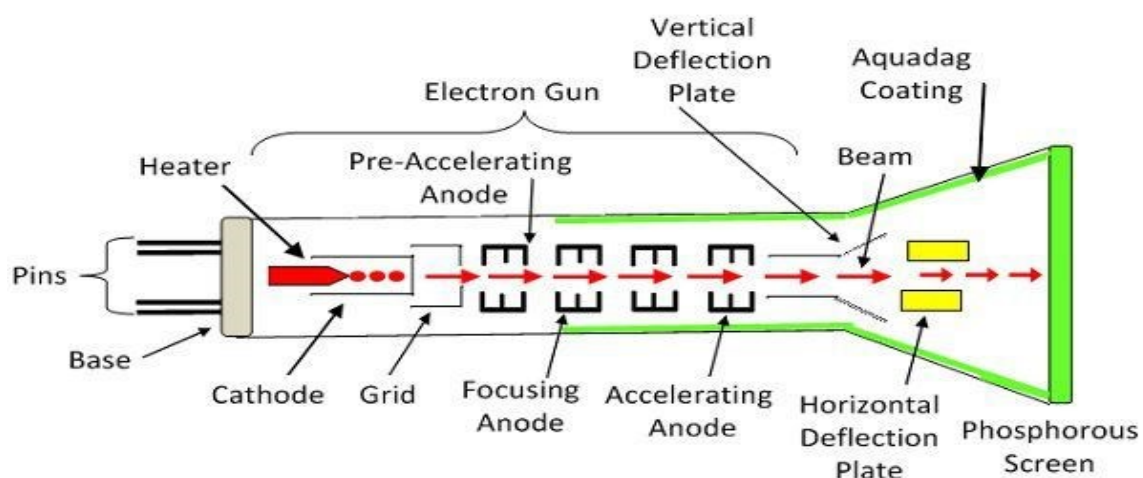 Vertical
Deflection
Plate
Aquadag
Coating
Electron Gun
Heater
Pre-Accelerating
Anode
Beam
Pins
Base
Cathode
Grid
Focusing
Anode
Accelerating
Anode
Horizontal
Deflection
Plate
Phosphorous
Screen